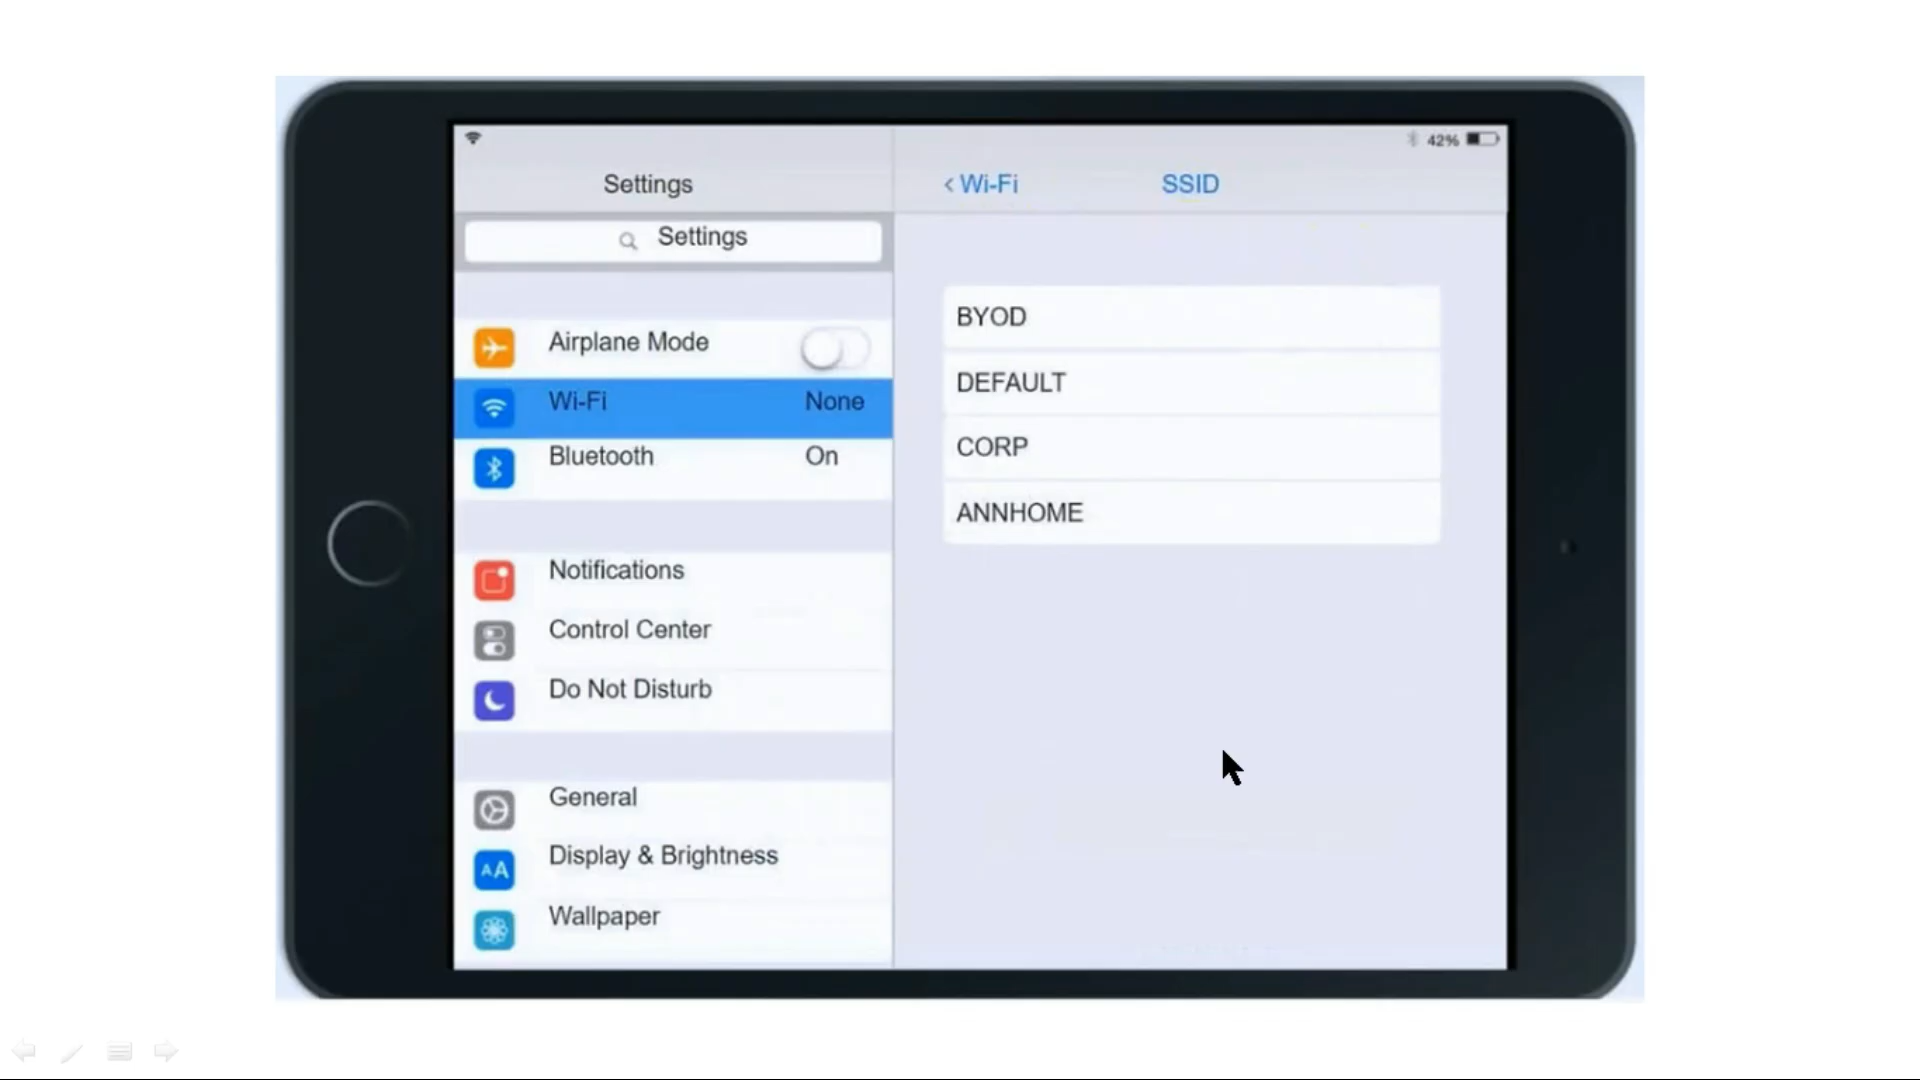 42%
Settings
< Wi-Fi
SSID
Settings
Airplane Mode
Wi-Fi None
Bluetooth On
Notifications
Control Center
Do Not Disturb
General
AA Display & Brightness
Wallpaper
BYOD
DEFAULT
CORP
ANNHOME